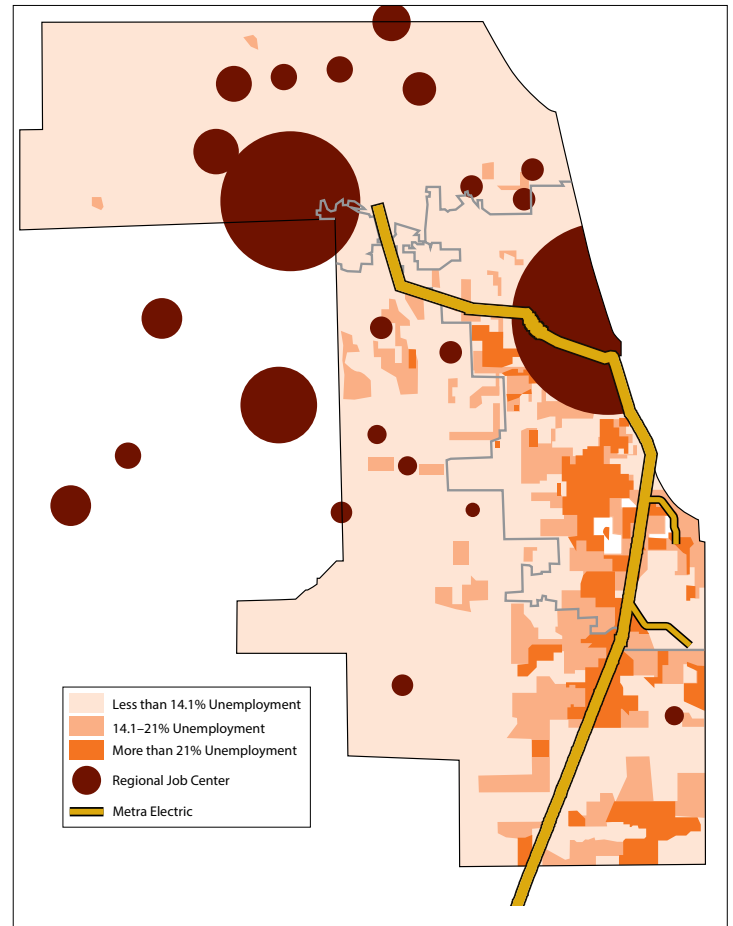 Less than 14.1% Unemployment
14.1–21% Unemployment
More than 21% Unemployment
Regional Job Center
Metra Electric